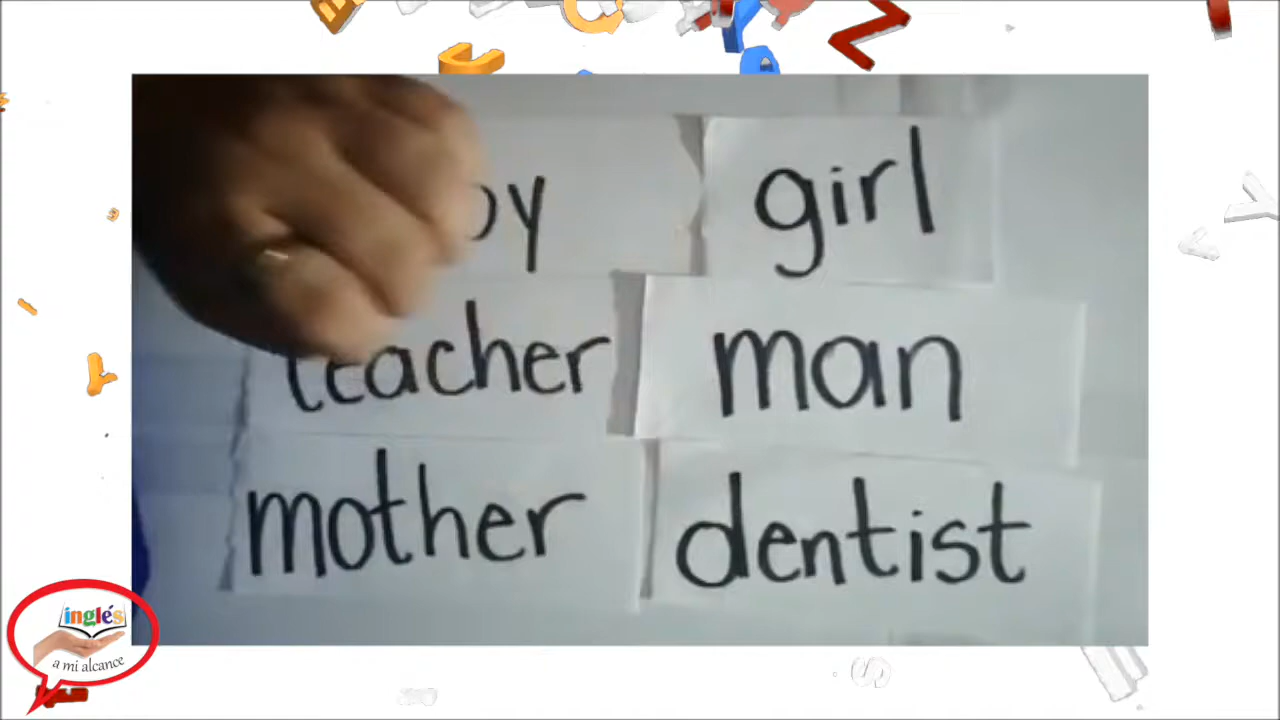 girl
teacher man
mother dentist
inglés
a mi alcance